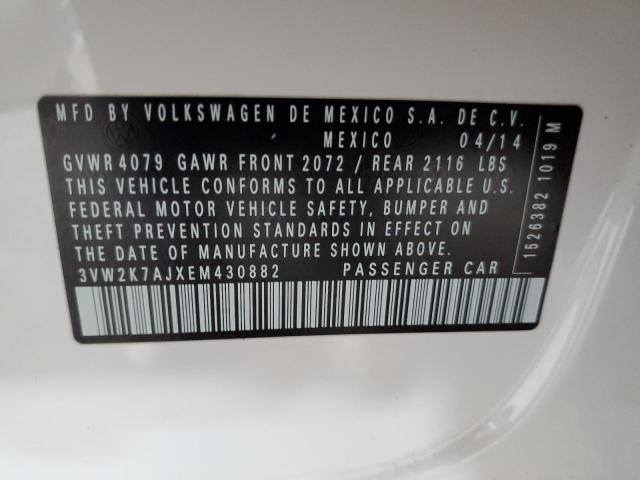 MFD BY VOLKSWAGEN DE MEXICO S.A. DE C.V.
MEXICO 04/14
GVWR 4079 GAWR FRONT 2072 / REAR 2116 LBS
THIS VEHICLE CONFORMS TO ALL APPLICABLE U.S.
FEDERAL MOTOR VEHICLE SAFETY, BUMPER AND
THEFT PREVENTION STANDARDS IN EFFECT ON
THE DATE OF MANUFACTURE SHOWN ABOVE.
3VW2K7AJXEM430882 PASSENGER CAR
1526382 1019 M